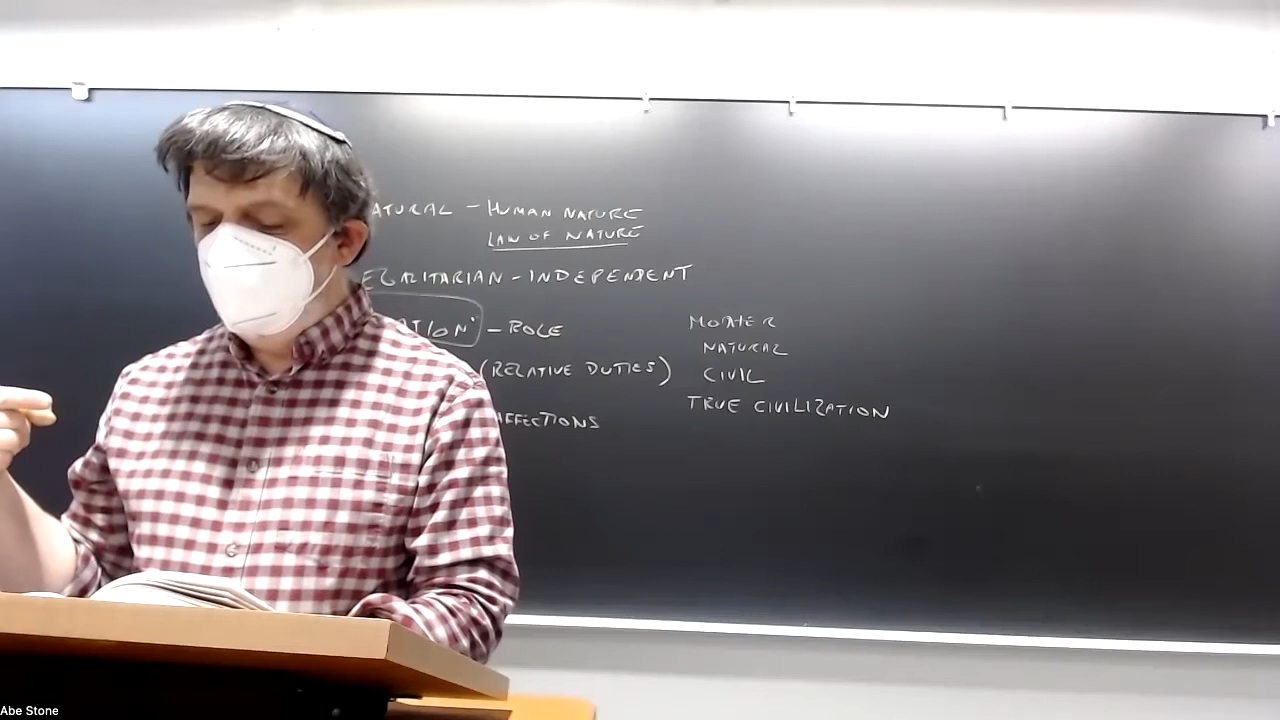 ATURAL - HUMAN NATURE
LAW OF NATURE
EGALITARIAN - INDEPENDENT
ATION" - ROLE
(RELATIVE DUTIES)
AFFECTIONS
MOTHER
NATURAL
CIVIL
TRUE CIVILIZATION
Abe Stone